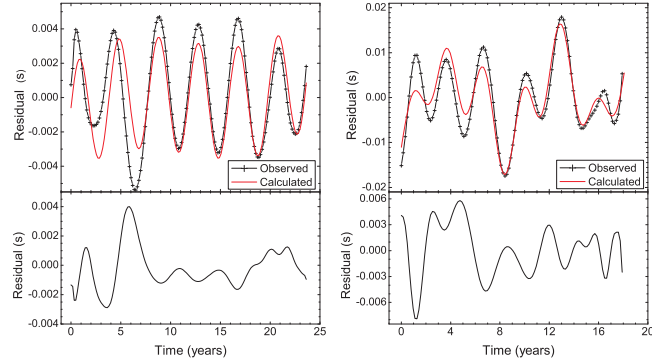 0.004
0.002
0.000
-0.002
-0.004
Residual (s)
Observed
Calculated
0.02
0.01
0.00
-0.01
-0.02
Residual (s)
Observed
Calculated
0.004
0.002
0.000
-0.002
-0.004
Residual (s)
0 5 10 15 20 25
Time (years)
0.006
0.003
0.000
-0.003
-0.006
Residual (s)
0 4 8 12 16 20
Time (years)